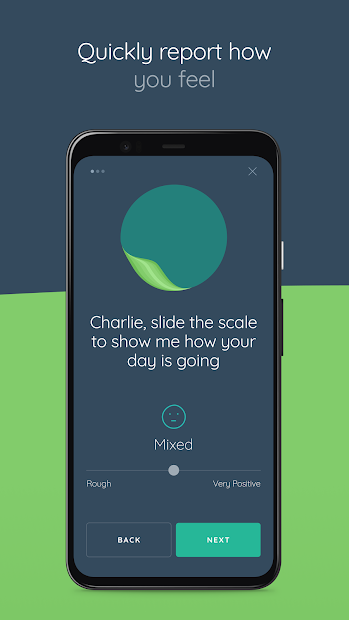 Quickly report how
you feel
Charlie, slide the scale
to show me how your
day is going
Mixed
Rough
Very Positive
BACK
NEXT